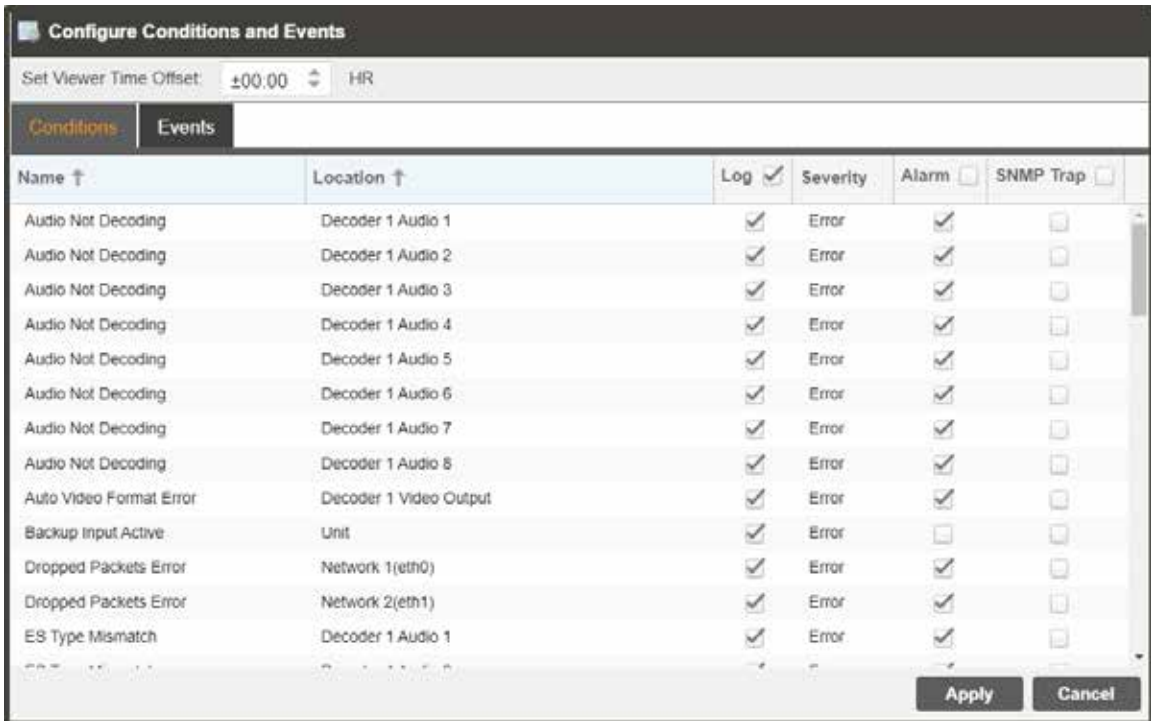 Configure Conditions and Events
Set Viewer Time Offset: ±00:00 HR
Conditions Events
Name ↑ Location ↑ Log Severity Alarm SNMP Trap
Audio Not Decoding Decoder 1 Audio 1 Error
Audio Not Decoding Decoder 1 Audio 2 Error
Audio Not Decoding Decoder 1 Audio 3 Error
Audio Not Decoding Decoder 1 Audio 4 Error
Audio Not Decoding Decoder 1 Audio 5 Error
Audio Not Decoding Decoder 1 Audio 6 Error
Audio Not Decoding Decoder 1 Audio 7 Error
Audio Not Decoding Decoder 1 Audio 8 Error
Auto Video Format Error Decoder 1 Video Output Error
Backup Input Active Unit Error
Dropped Packets Error Network 1(eth0) Error
Dropped Packets Error Network 2(eth1) Error
ES Type Mismatch Decoder 1 Audio 1 Error
Apply Cancel